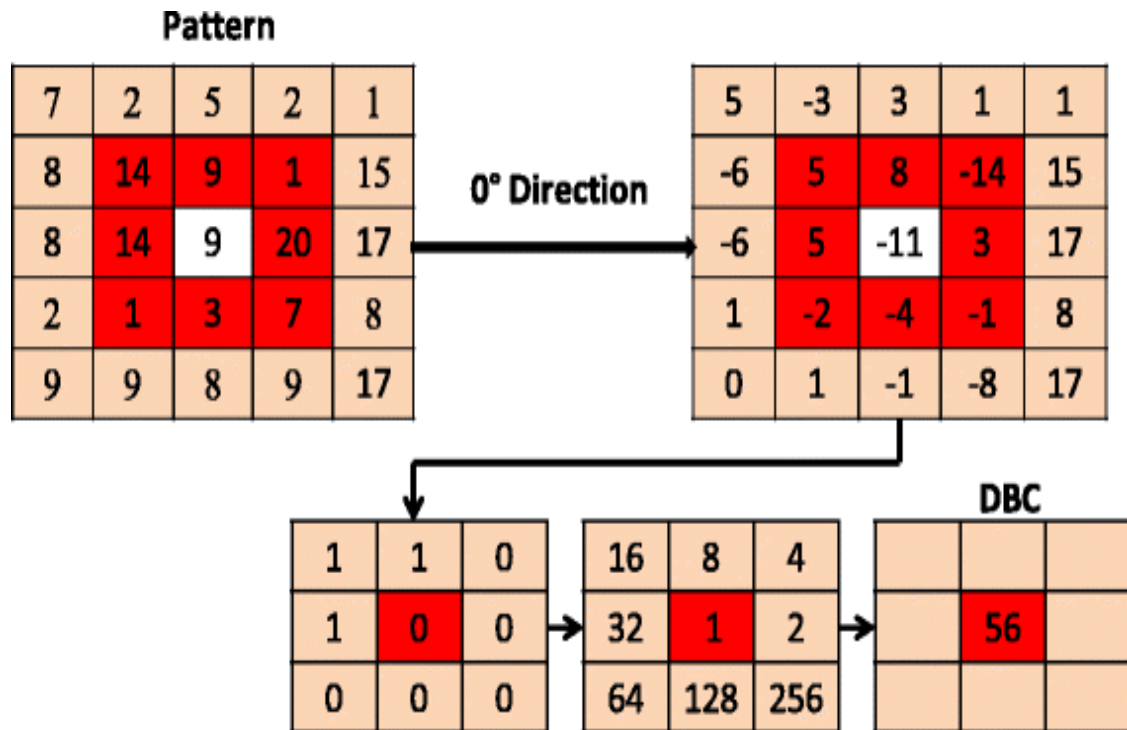 Pattern
7 2 5 2 1
8 14 9 1 15
8 14 9 20 17
2 1 3 7 8
9 9 8 9 17
0° Direction
5 -3 3 1 1
-6 5 8 -14 15
-6 5 -11 3 17
1 -2 -4 -1 8
0 1 -1 -8 17
1 1 0
1 0 0
0 0 0
16 8 4
32 1 2
64 128 256
DBC
56